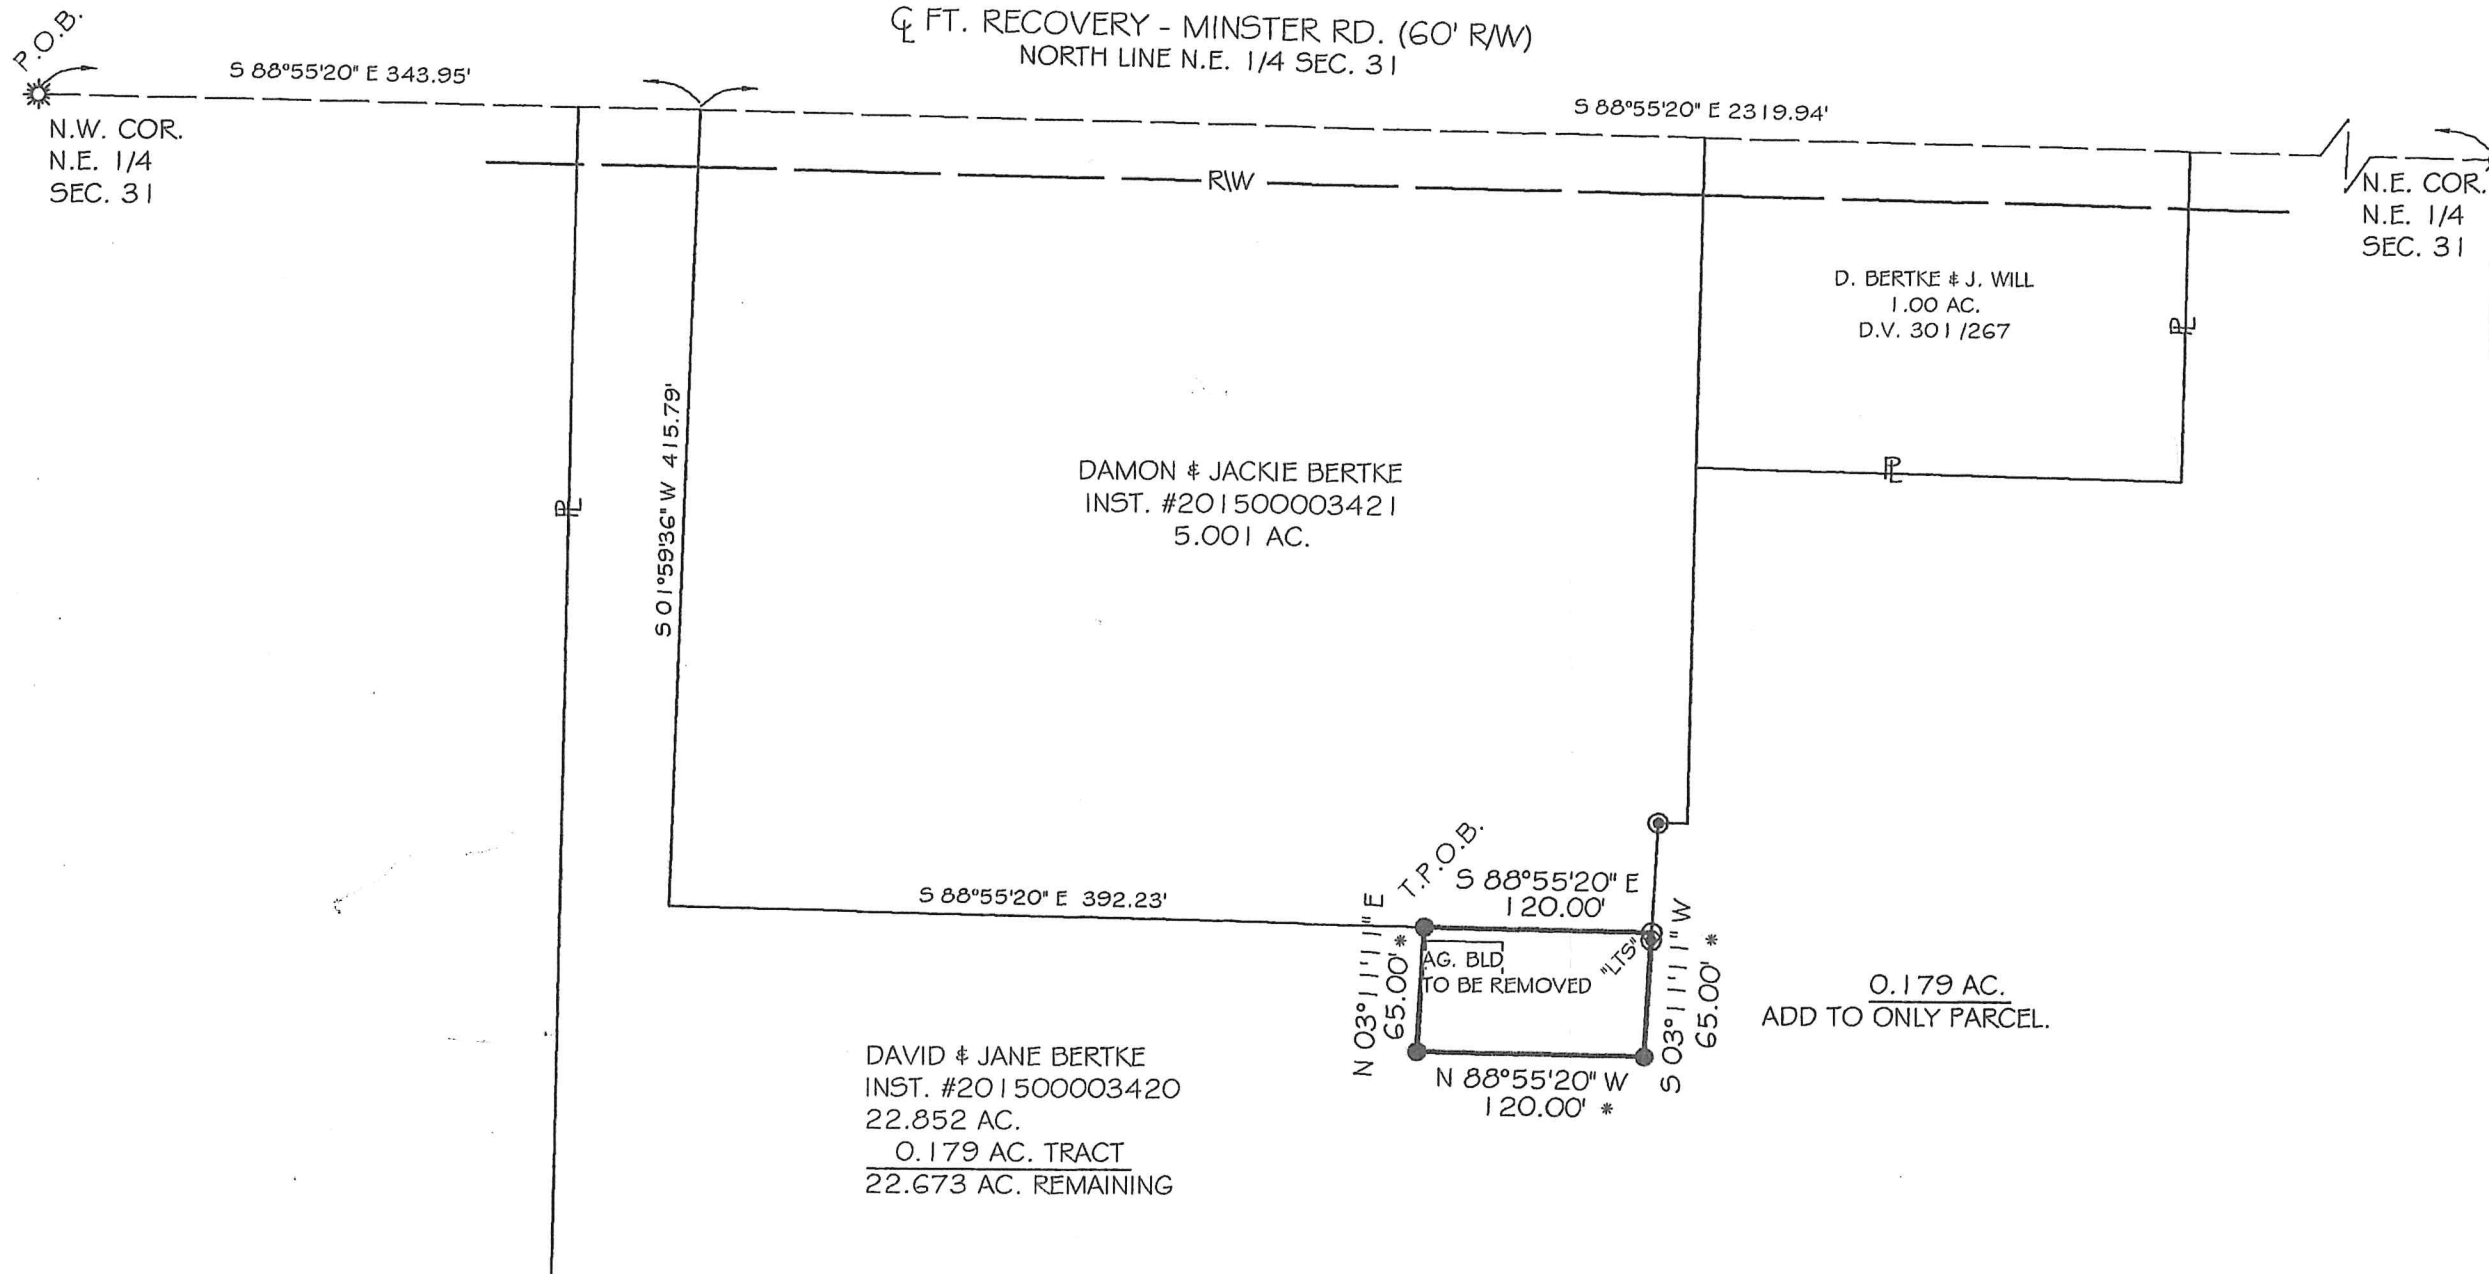 ℄ FT. RECOVERY - MINSTER RD. (60' R/W)
NORTH LINE N.E. 1/4 SEC. 31
P.O.B.
S 88°55'20" E 343.95'
S 88°55'20" E 2319.94'
N.W. COR.
N.E. 1/4
SEC. 31
R\W
N.E. COR.
N.E. 1/4
SEC. 31
D. BERTKE & J. WILL
1.00 AC.
D.V. 301/267
PL
S 01°59'36" W 415.79'
DAMON & JACKIE BERTKE
INST. #201500003421
5.001 AC.
PL
PL
T.P.O.B.
S 88°55'20" E 392.23'
S 88°55'20" E
120.00'
N 03°11'11" E
65.00' *
AG. BLD
TO BE REMOVED
"LTS"
S 03°11'11" W
65.00' *
0.179 AC.
ADD TO ONLY PARCEL.
N 88°55'20" W
120.00' *
DAVID & JANE BERTKE
INST. #201500003420
22.852 AC.
0.179 AC. TRACT
22.673 AC. REMAINING